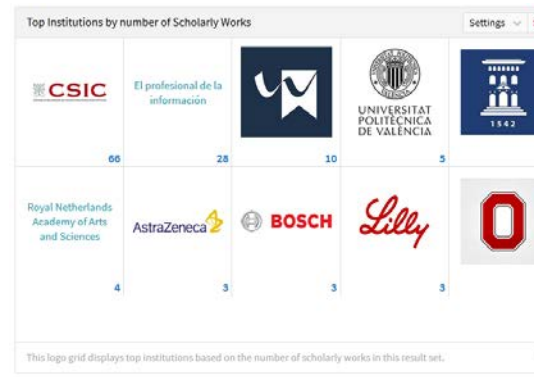 Top Institutions by number of Scholarly Works
Settings
CSIC
El profesional de la
información
UNIVERSITAT
POLITÈCNICA
DE VALÈNCIA
1542
66
28
10
5
Royal Netherlands
Academy of Arts
and Sciences
AstraZeneca
BOSCH
Lilly
O
4
3
3
3
This logo grid displays top institutions based on the number of scholarly works in this result set.